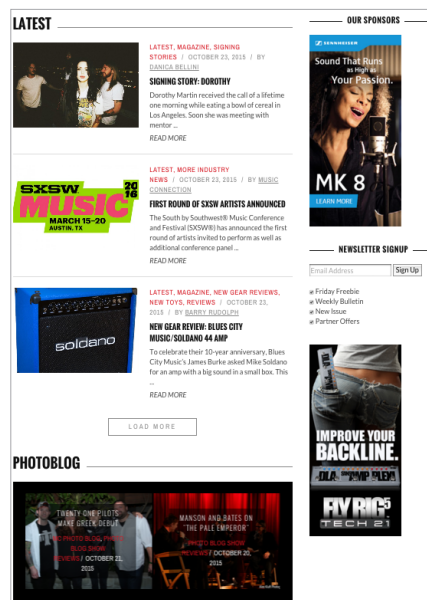 LATEST
LATEST, MAGAZINE, SIGNING
STORIES / OCTOBER 23, 2015 / BY
DANICA BELLINI
SIGNING STORY: DOROTHY
Dorothy Martin received the call of a lifetime
one morning while eating a bowl of cereal in
Los Angeles. Soon she was meeting with
mentor ...
READ MORE
SXSW
MUSIC
2016
MARCH 15-20
AUSTIN, TX
LATEST, MORE INDUSTRY
NEWS / OCTOBER 23, 2015 / BY MUSIC
CONNECTION
FIRST ROUND OF SXSW ARTISTS ANNOUNCED
The South by Southwest® Music Conference
and Festival (SXSW®) has announced the first
round of artists invited to perform as well as
additional conference panel ...
READ MORE
soldano
LATEST, MAGAZINE, NEW GEAR REVIEWS,
NEW TOYS, REVIEWS / OCTOBER 23,
2015 / BY BARRY RUDOLPH
NEW GEAR REVIEW: BLUES CITY
MUSIC/SOLDANO 44 AMP
To celebrate their 10-year anniversary, Blues
City Music's James Burke asked Mike Soldano
for an amp with a big sound in a small box. This
...
READ MORE
LOAD MORE
PHOTOBLOG
TWENTY ONE PILOTS
MAKE GREEK DEBUT
PHOTO BLOG, PHOTO
BLOG SHOW
REVIEWS / OCTOBER 21,
2015
MANSON AND BATES ON
"THE PALE EMPEROR"
PHOTO BLOG SHOW
REVIEWS / OCTOBER 20,
2015
OUR SPONSORS
SENNHEISER
Sound That Runs
as High as
Your Passion.
MK 8
LEARN MORE
NEWSLETTER SIGNUP
Email Address
Sign Up
Friday Freebie
Weekly Bulletin
New Issue
Partner Offers
IMPROVE YOUR
BACKLINE.
FLY RIG 5
TECH 21